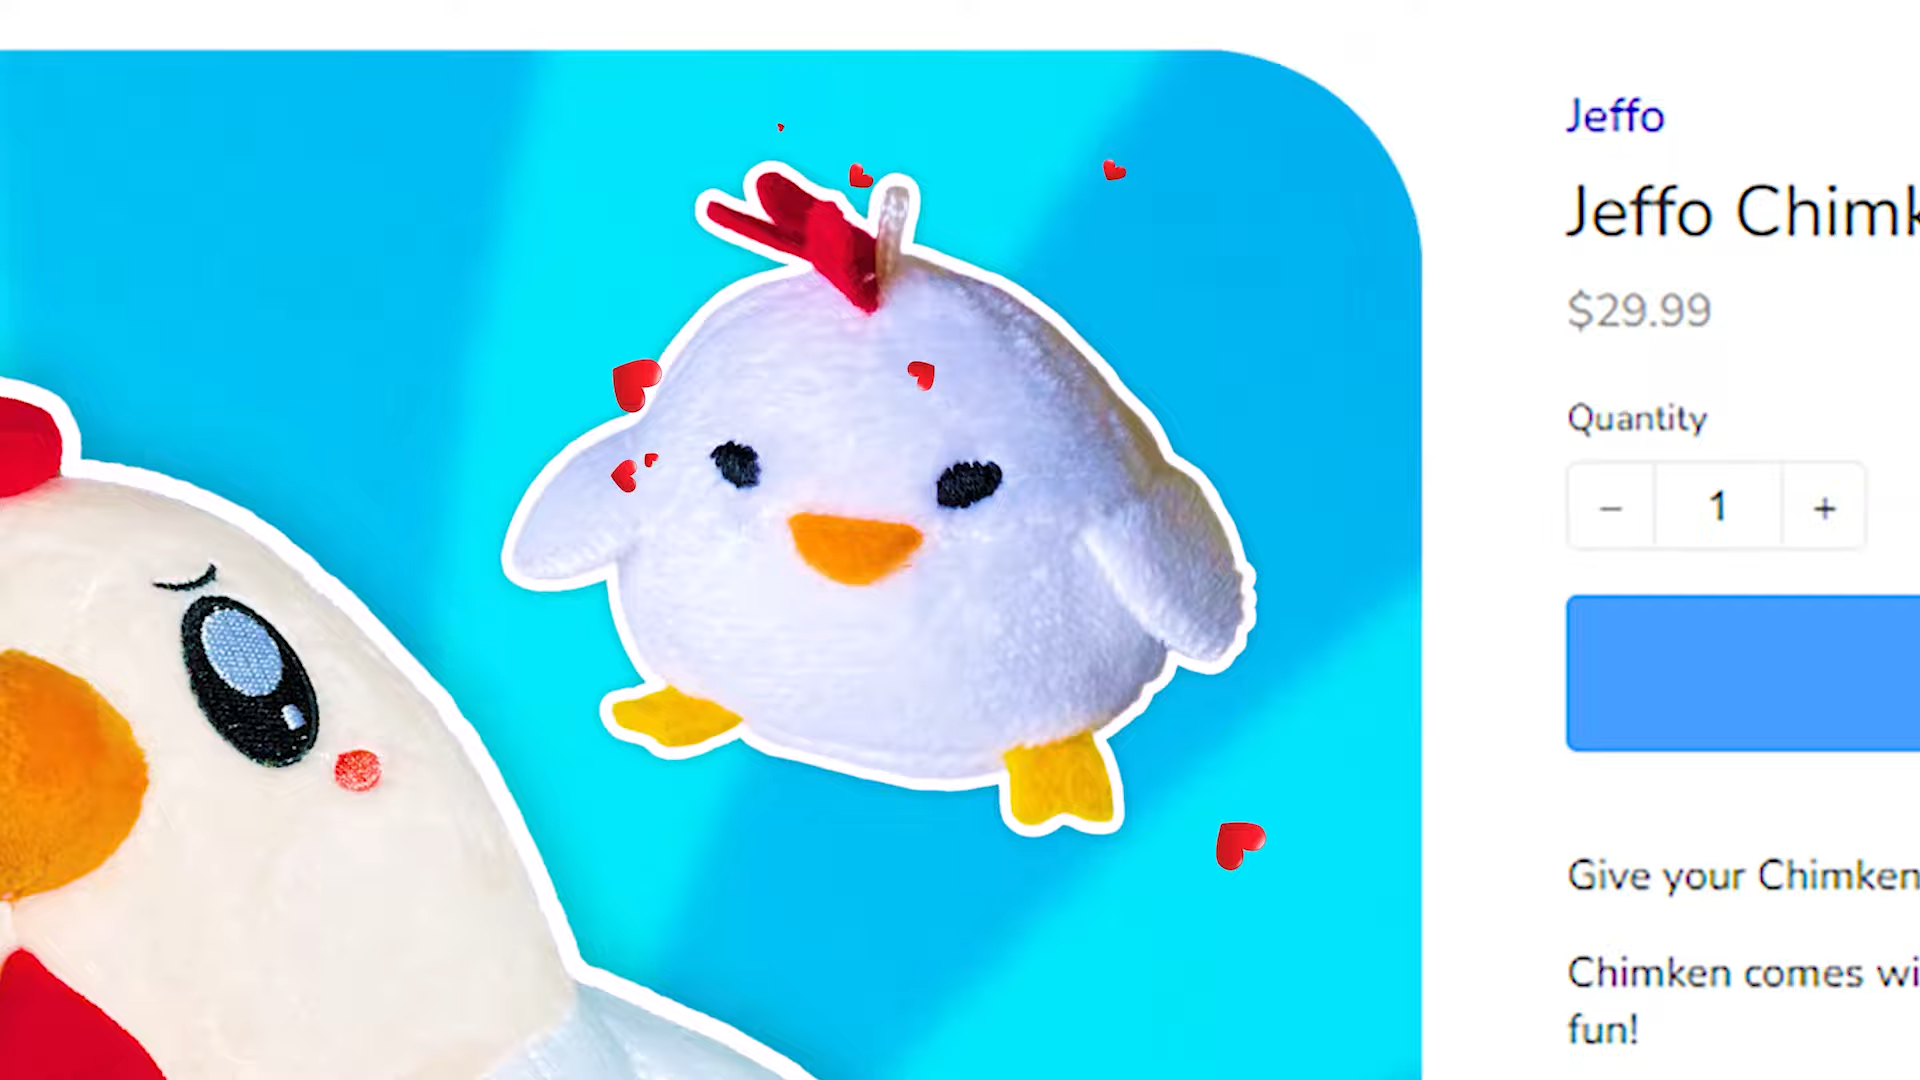 Jeffo
Jeffo Chimk
$29.99
Quantity
− 1 +
Give your Chimken
Chimken comes wi
fun!